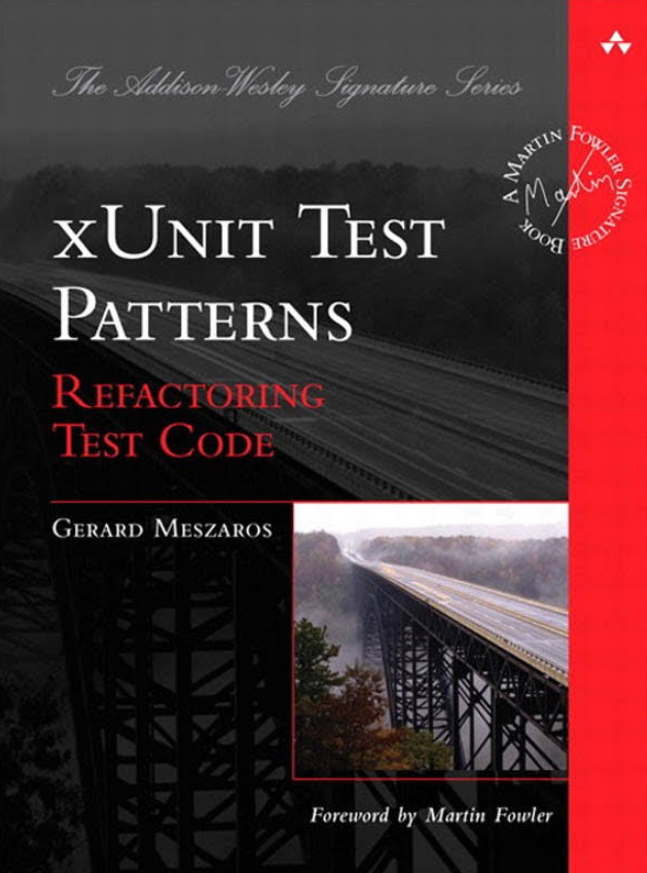 The Addison-Wesley Signature Series
A MARTIN FOWLER SIGNATURE BOOK
Martin
xUNIT TEST
PATTERNS
REFACTORING
TEST CODE
GERARD MESZAROS
Foreword by Martin Fowler